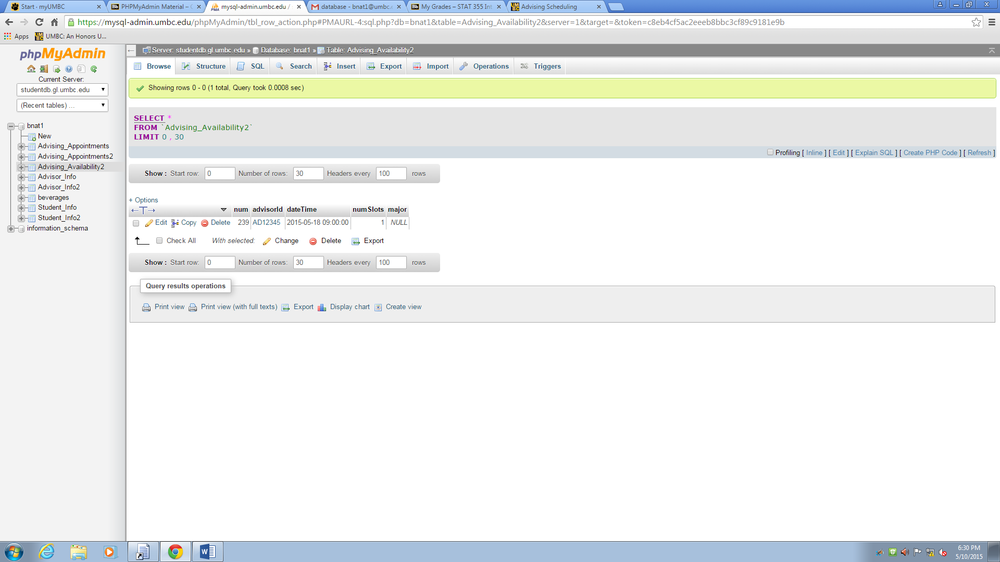 Start · myUMBC
PHPMyAdmin Material – 
mysql-admin.umbc.edu /
database - bnat1@umbc.e
My Grades – STAT 355 Int
Advising Scheduling
https://mysql-admin.umbc.edu/phpMyAdmin/tbl_row_action.php#PMAURL-4:sql.php?db=bnat1&table=Advising_Availability2&server=1&target=&token=c8eb4cf5ac2eeeb8bbc3cf89c9181e9b
Apps UMBC: An Honors U...
phpMyAdmin
Current Server:
studentdb.gl.umbc.edu
(Recent tables) ...
bnat1
New
Advising_Appointments
Advising_Appointments2
Advising_Availability2
Advisor_Info
Advisor_Info2
beverages
Student_Info
Student_Info2
information_schema
Server: studentdb.gl.umbc.edu » Database: bnat1 » Table: Advising_Availability2
Browse Structure SQL Search Insert Export Import Operations Triggers
Showing rows 0 - 0 (1 total, Query took 0.0008 sec)
SELECT *
FROM `Advising_Availability2`
LIMIT 0 , 30
Profiling [ Inline ] [ Edit ] [ Explain SQL ] [ Create PHP Code ] [ Refresh ]
Show : Start row: 0 Number of rows: 30 Headers every 100 rows
+ Options
num advisorId dateTime numSlots major
Edit Copy Delete 239 AD12345 2015-05-18 09:00:00 1 NULL
Check All With selected: Change Delete Export
Show : Start row: 0 Number of rows: 30 Headers every 100 rows
Query results operations
Print view Print view (with full texts) Export Display chart Create view
6:30 PM
5/10/2015